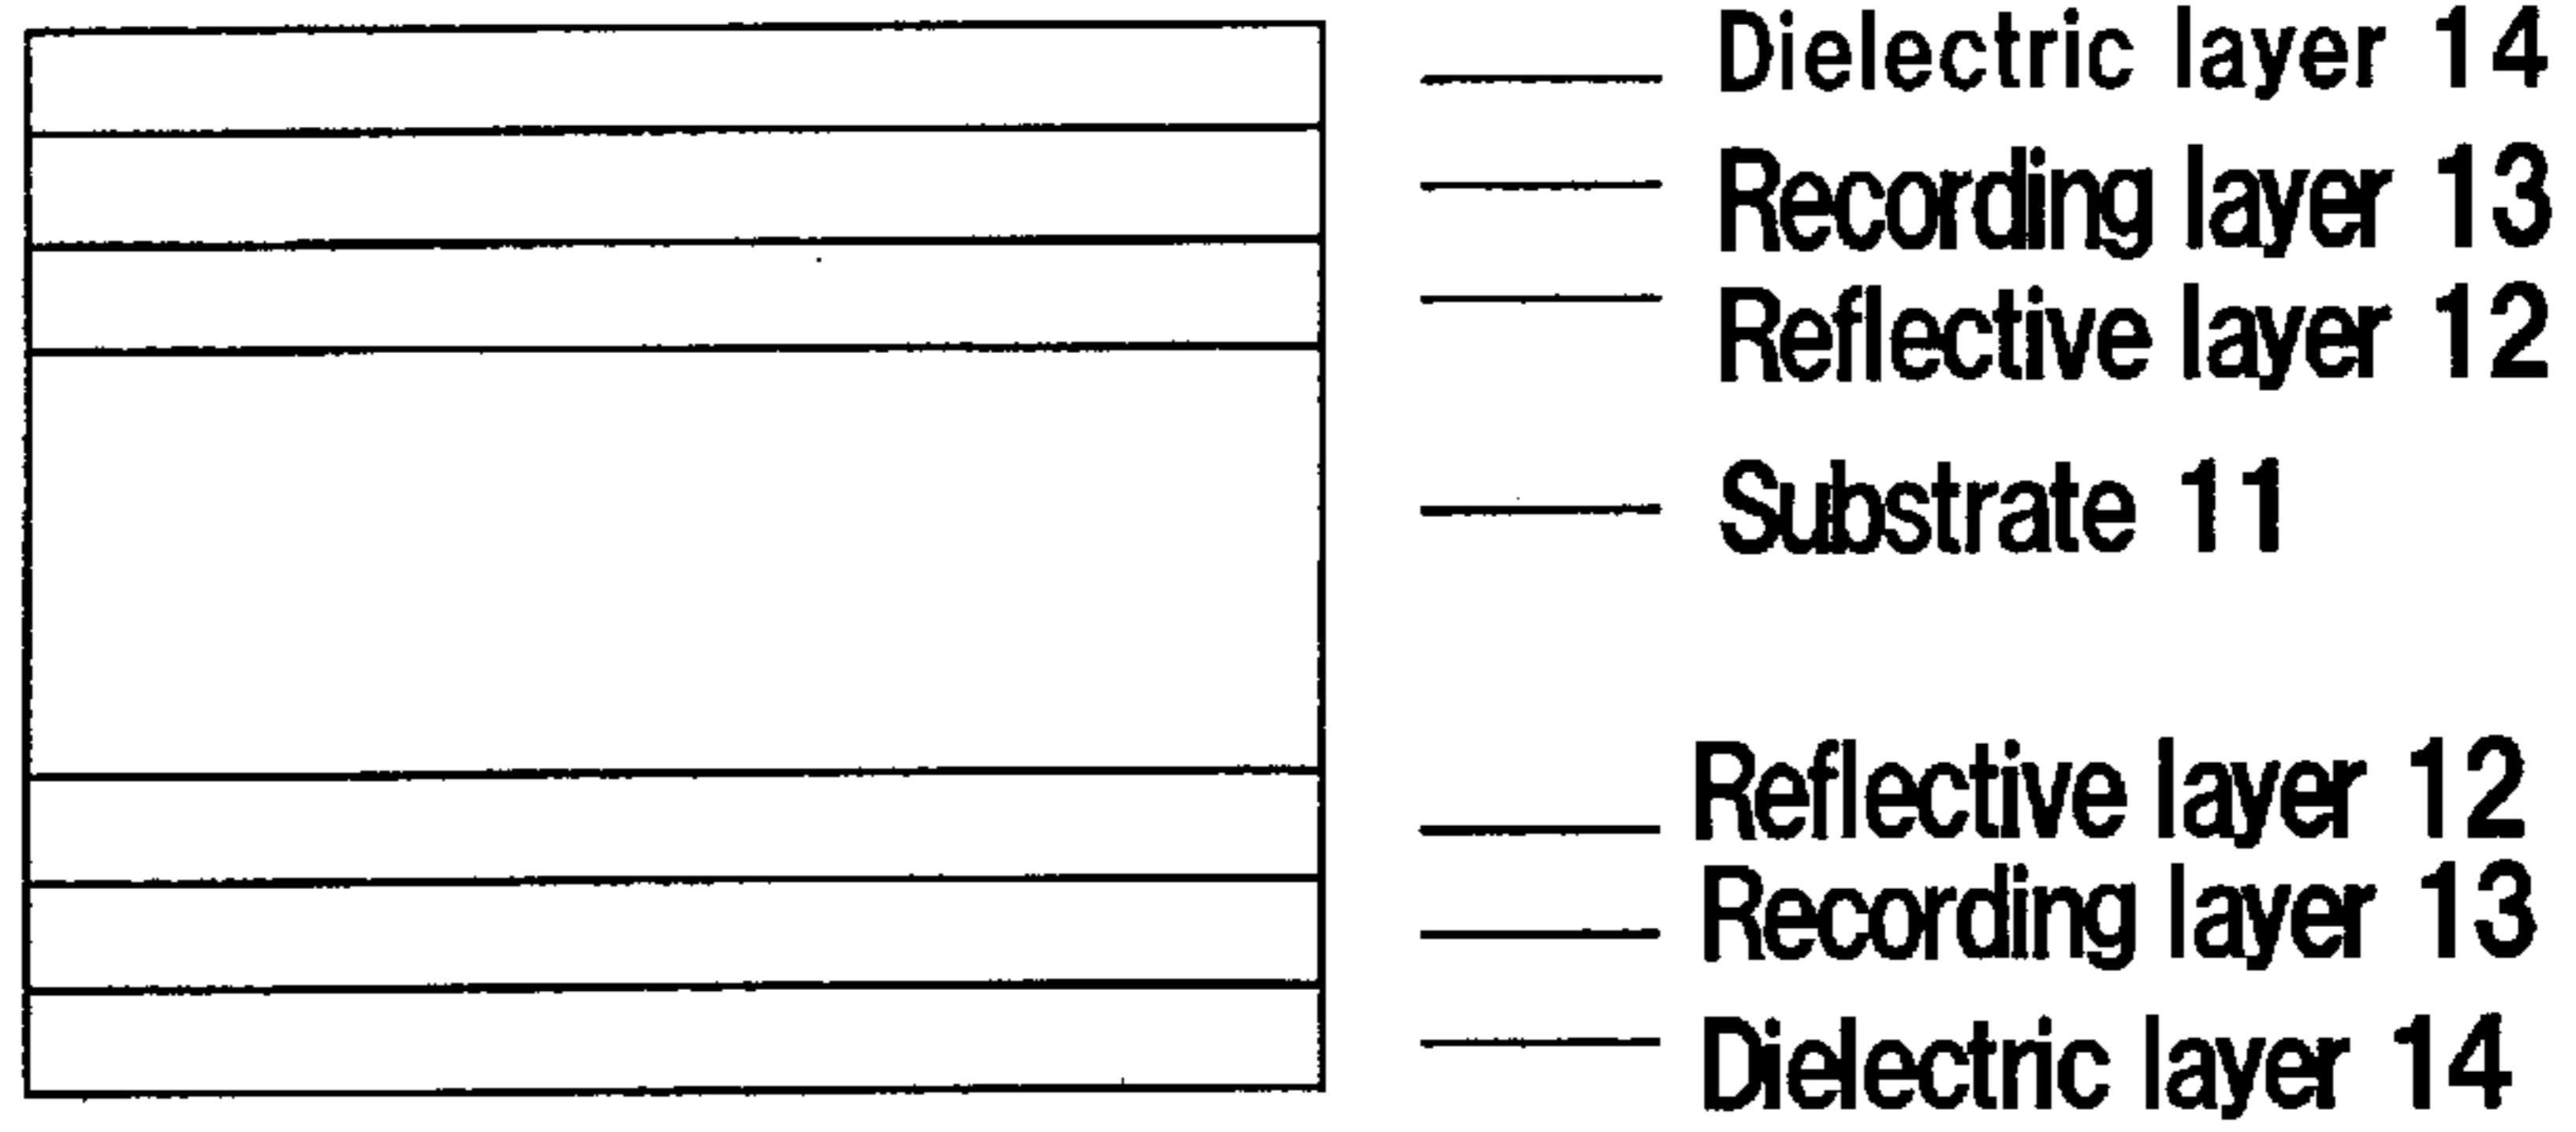 Dielectric layer 14
Recording layer 13
Reflective layer 12
Substrate 11
Reflective layer 12
Recording layer 13
Dielectric layer 14